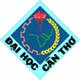 ĐẠI HỌC CẦN THƠ